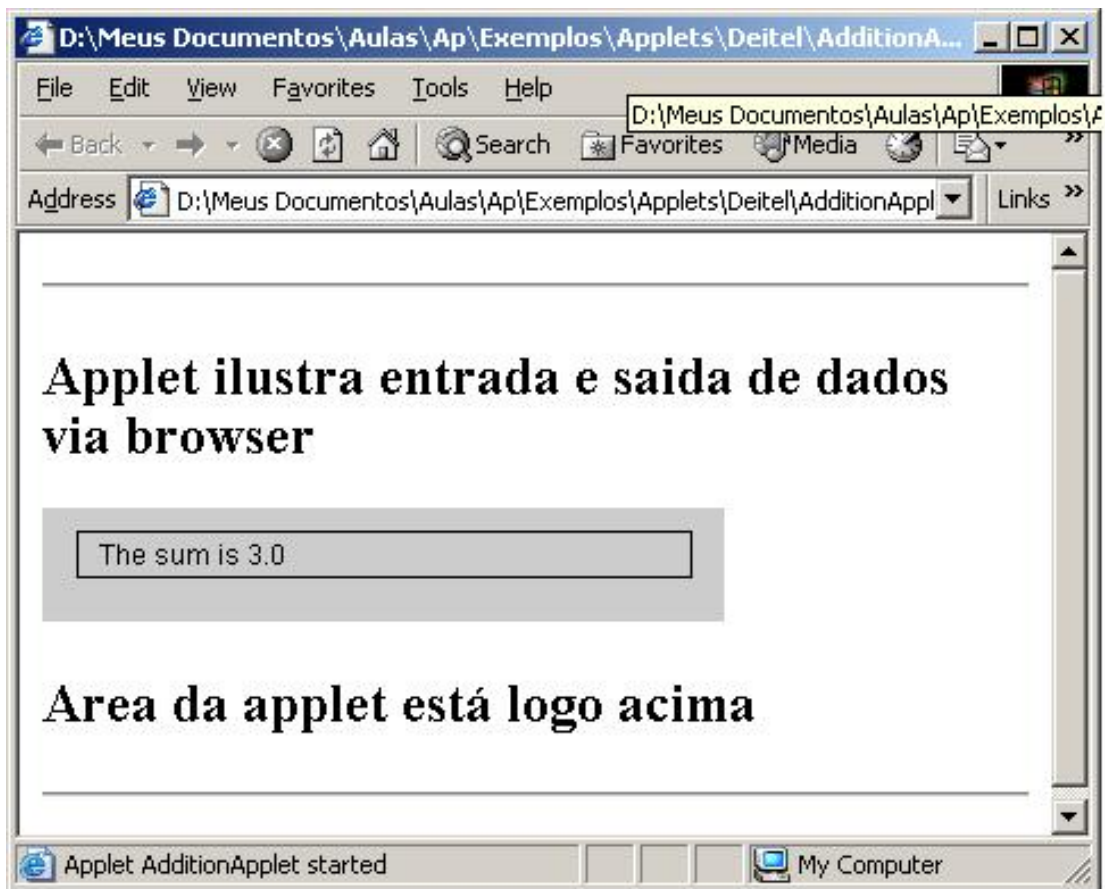 D:\Meus Documentos\Aulas\Ap\Exemplos\Applets\Deitel\AdditionA...
File Edit View Favorites Tools Help
D:\Meus Documentos\Aulas\Ap\Exemplos\A
Back Search Favorites Media »
Address D:\Meus Documentos\Aulas\Ap\Exemplos\Applets\Deitel\AdditionAppl Links »
Applet ilustra entrada e saida de dados
via browser
The sum is 3.0
Area da applet está logo acima
Applet AdditionApplet started My Computer